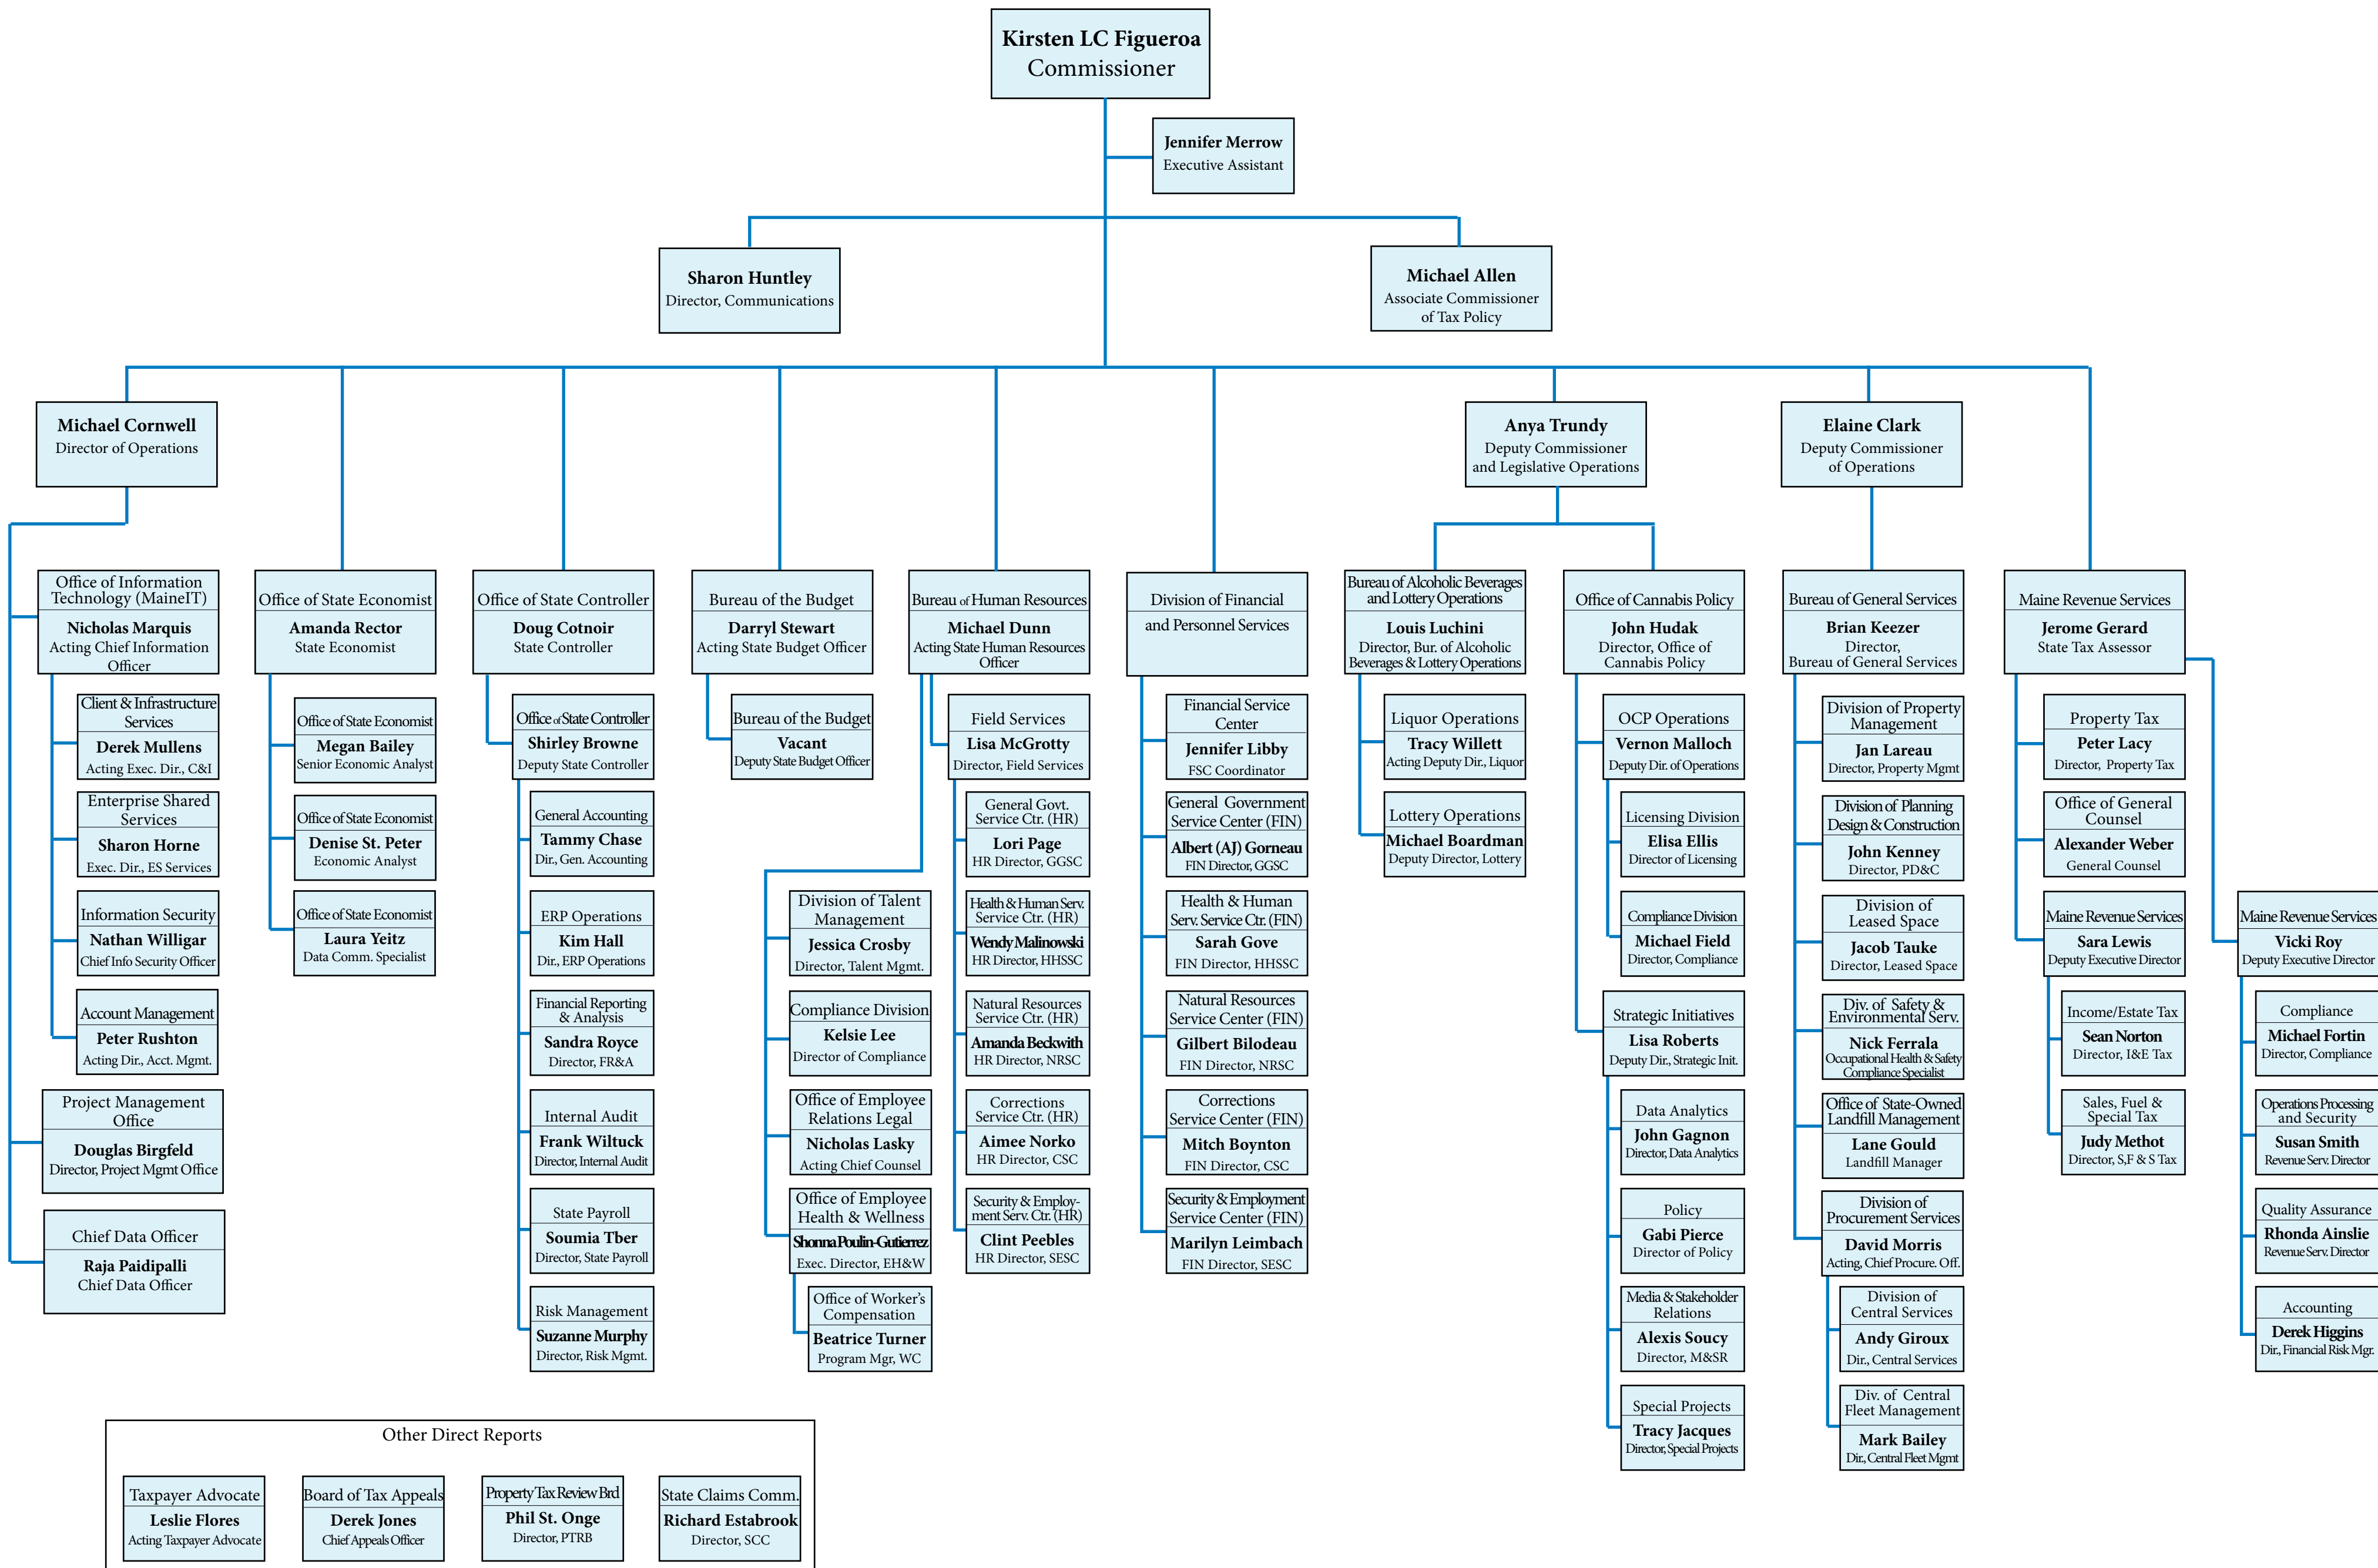 Kirsten LC Figueroa
Commissioner
Jennifer Merrow
Executive Assistant
Sharon Huntley
Director, Communications
Michael Allen
Associate Commissioner
of Tax Policy
Michael Cornwell
Director of Operations
Anya Trundy
Deputy Commissioner
and Legislative Operations
Elaine Clark
Deputy Commissioner
of Operations
Office of Information
Technology (MaineIT)
Nicholas Marquis
Acting Chief Information
Officer
Client & Infrastructure
Services
Derek Mullens
Acting Exec. Dir., C&I
Enterprise Shared
Services
Sharon Horne
Exec. Dir., ES Services
Information Security
Nathan Willigar
Chief Info Security Officer
Account Management
Peter Rushton
Acting Dir., Acct. Mgmt.
Project Management
Office
Douglas Birgfeld
Director, Project Mgmt Office
Chief Data Officer
Raja Paidipalli
Chief Data Officer
Office of State Economist
Amanda Rector
State Economist
Office of State Economist
Megan Bailey
Senior Economic Analyst
Office of State Economist
Denise St. Peter
Economic Analyst
Office of State Economist
Laura Yeitz
Data Comm. Specialist
Office of State Controller
Doug Cotnoir
State Controller
Office of State Controller
Shirley Browne
Deputy State Controller
General Accounting
Tammy Chase
Dir., Gen. Accounting
ERP Operations
Kim Hall
Dir., ERP Operations
Financial Reporting
& Analysis
Sandra Royce
Director, FR&A
Internal Audit
Frank Wiltuck
Director, Internal Audit
State Payroll
Soumia Tber
Director, State Payroll
Risk Management
Suzanne Murphy
Director, Risk Mgmt.
Bureau of the Budget
Darryl Stewart
Acting State Budget Officer
Bureau of the Budget
Vacant
Deputy State Budget Officer
Bureau of Human Resources
Michael Dunn
Acting State Human Resources
Officer
Division of Talent
Management
Jessica Crosby
Director, Talent Mgmt.
Compliance Division
Kelsie Lee
Director of Compliance
Office of Employee
Relations Legal
Nicholas Lasky
Acting Chief Counsel
Office of Employee
Health & Wellness
Shonna Poulin-Gutierrez
Exec. Director, EH&W
Office of Worker's
Compensation
Beatrice Turner
Program Mgr, WC
Field Services
Lisa McGrotty
Director, Field Services
General Govt.
Service Ctr. (HR)
Lori Page
HR Director, GGSC
Health & Human Serv.
Service Ctr. (HR)
Wendy Malinowski
HR Director, HHSSC
Natural Resources
Service Ctr. (HR)
Amanda Beckwith
HR Director, NRSC
Corrections
Service Ctr. (HR)
Aimee Norko
HR Director, CSC
Security & Employ-
ment Serv. Ctr. (HR)
Clint Peebles
HR Director, SESC
Division of Financial
and Personnel Services
Financial Service
Center
Jennifer Libby
FSC Coordinator
General Government
Service Center (FIN)
Albert (AJ) Gorneau
FIN Director, GGSC
Health & Human
Serv. Service Ctr. (FIN)
Sarah Gove
FIN Director, HHSSC
Natural Resources
Service Center (FIN)
Gilbert Bilodeau
FIN Director, NRSC
Corrections
Service Center (FIN)
Mitch Boynton
FIN Director, CSC
Security & Employment
Service Center (FIN)
Marilyn Leimbach
FIN Director, SESC
Bureau of Alcoholic Beverages
and Lottery Operations
Louis Luchini
Director, Bur. of Alcoholic
Beverages & Lottery Operations
Liquor Operations
Tracy Willett
Acting Deputy Dir., Liquor
Lottery Operations
Michael Boardman
Deputy Director, Lottery
Office of Cannabis Policy
John Hudak
Director, Office of
Cannabis Policy
OCP Operations
Vernon Malloch
Deputy Dir. of Operations
Licensing Division
Elisa Ellis
Director of Licensing
Compliance Division
Michael Field
Director, Compliance
Strategic Initiatives
Lisa Roberts
Deputy Dir., Strategic Init.
Data Analytics
John Gagnon
Director, Data Analytics
Policy
Gabi Pierce
Director of Policy
Media & Stakeholder
Relations
Alexis Soucy
Director, M&SR
Special Projects
Tracy Jacques
Director, Special Projects
Bureau of General Services
Brian Keezer
Director,
Bureau of General Services
Division of Property
Management
Jan Lareau
Director, Property Mgmt
Division of Planning
Design & Construction
John Kenney
Director, PD&C
Division of
Leased Space
Jacob Tauke
Director, Leased Space
Div. of Safety &
Environmental Serv.
Nick Ferrala
Occupational Health & Safety
Compliance Specialist
Office of State-Owned
Landfill Management
Lane Gould
Landfill Manager
Division of
Procurement Services
David Morris
Acting, Chief Procure. Off.
Division of
Central Services
Andy Giroux
Dir., Central Services
Div. of Central
Fleet Management
Mark Bailey
Dir., Central Fleet Mgmt
Maine Revenue Services
Jerome Gerard
State Tax Assessor
Property Tax
Peter Lacy
Director, Property Tax
Office of General
Counsel
Alexander Weber
General Counsel
Maine Revenue Services
Sara Lewis
Deputy Executive Director
Income/Estate Tax
Sean Norton
Director, I&E Tax
Sales, Fuel &
Special Tax
Judy Methot
Director, S,F & S Tax
Maine Revenue Services
Vicki Roy
Deputy Executive Director
Compliance
Michael Fortin
Director, Compliance
Operations Processing
and Security
Susan Smith
Revenue Serv. Director
Quality Assurance
Rhonda Ainslie
Revenue Serv. Director
Accounting
Derek Higgins
Dir., Financial Risk Mgr.
Other Direct Reports
Taxpayer Advocate
Leslie Flores
Acting Taxpayer Advocate
Board of Tax Appeals
Derek Jones
Chief Appeals Officer
Property Tax Review Brd
Phil St. Onge
Director, PTRB
State Claims Comm.
Richard Estabrook
Director, SCC